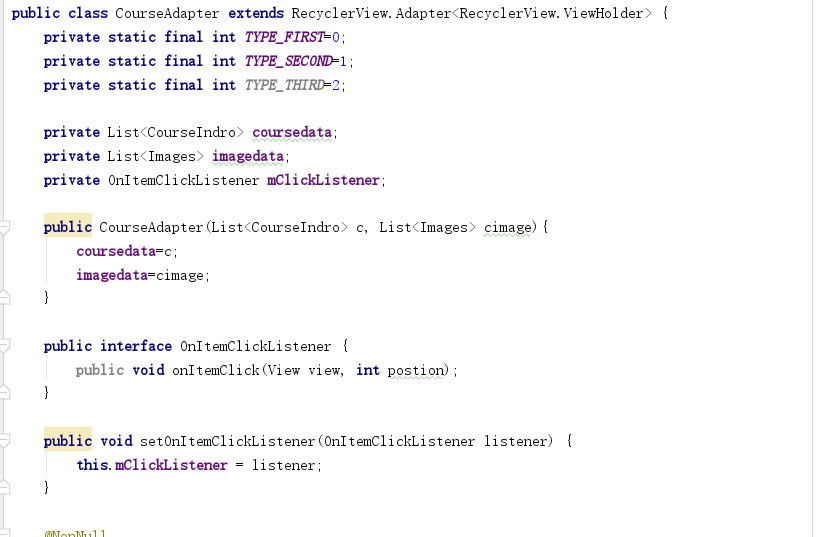 public class CourseAdapter extends RecyclerView.Adapter<RecyclerView.ViewHolder> {
private static final int TYPE_FIRST=0;
private static final int TYPE_SECOND=1;
private static final int TYPE_THIRD=2;
private List<CourseIndro> coursedata;
private List<Images> imagedata;
private OnItemClickListener mClickListener;
public CourseAdapter(List<CourseIndro> c, List<Images> cimage){
coursedata=c;
imagedata=cimage;
}
public interface OnItemClickListener {
public void onItemClick(View view, int postion);
}
public void setOnItemClickListener(OnItemClickListener listener) {
this.mClickListener = listener;
}
@NonNull